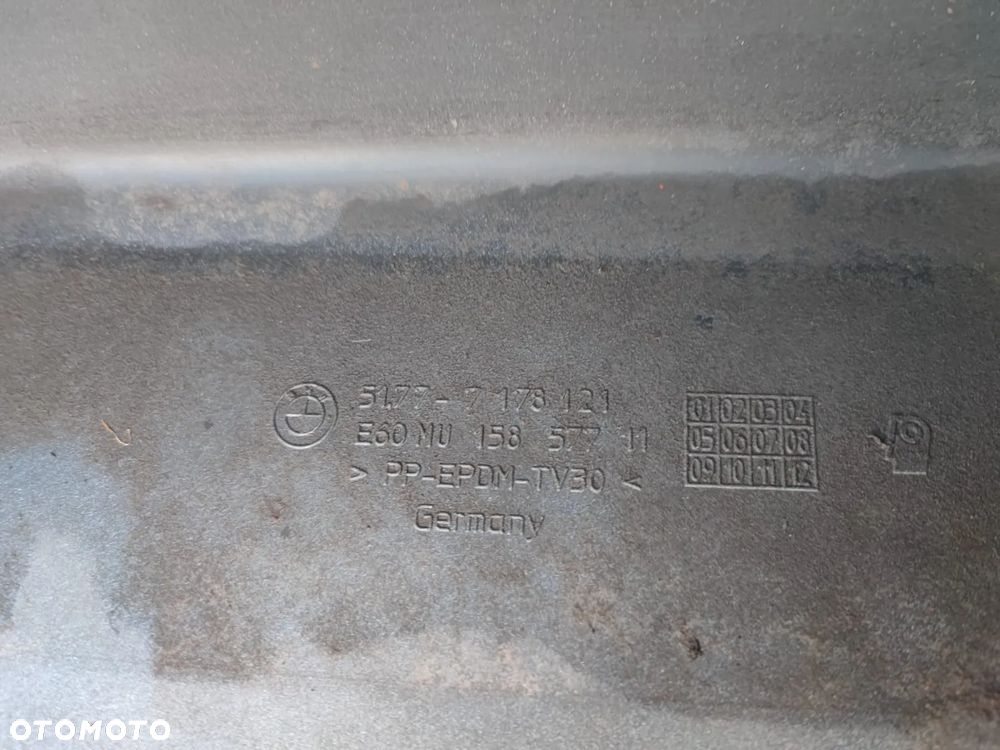 51.77-7 178 121
E60 MU 158 577 11
> PP-EPDM-TV30 <
Germany
01 02 03 04
05 06 07 08
09 10 11 12
OTOMOTO